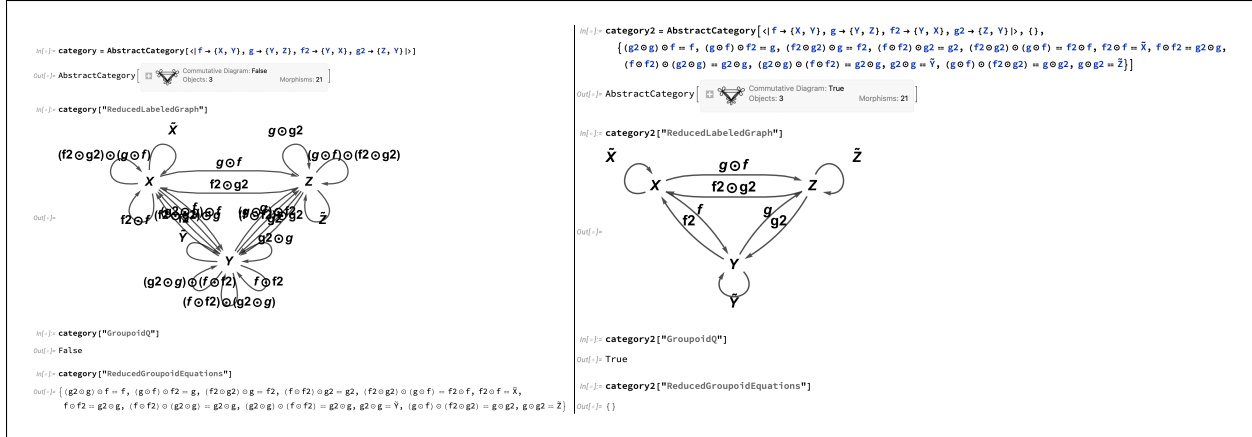 In[◦]:= category = AbstractCategory[<|f → {X, Y}, g → {Y, Z}, f2 → {Y, X}, g2 → {Z, Y}|>]
Out[◦]= AbstractCategory[
Commutative Diagram: False
Objects: 3 Morphisms: 21
]
In[◦]:= category["ReducedLabeledGraph"]
X̃
g⊙g2
(f2⊙g2)⊙(g⊙f)
g⊙f
(g⊙f)⊙(f2⊙g2)
X
f2⊙g2
Z
Out[◦]=
f2⊙f
Z̃
Ỹ
g2⊙g
Y
(g2⊙g)⊙(f⊙f2)
f⊙f2
(f⊙f2)⊙(g2⊙g)
In[◦]:= category["GroupoidQ"]
Out[◦]= False
In[◦]:= category["ReducedGroupoidEquations"]
Out[◦]= {(g2⊙g)⊙f = f, (g⊙f)⊙f2 = g, (f2⊙g2)⊙g = f2, (f⊙f2)⊙g2 = g2, (f2⊙g2)⊙(g⊙f) = f2⊙f, f2⊙f = X̃,
f⊙f2 = g2⊙g, (f⊙f2)⊙(g2⊙g) = g2⊙g, (g2⊙g)⊙(f⊙f2) = g2⊙g, g2⊙g = Ỹ, (g⊙f)⊙(f2⊙g2) = g⊙g2, g⊙g2 = Z̃}
In[◦]:= category2 = AbstractCategory[<|f → {X, Y}, g → {Y, Z}, f2 → {Y, X}, g2 → {Z, Y}|>, {},
{(g2⊙g)⊙f = f, (g⊙f)⊙f2 = g, (f2⊙g2)⊙g = f2, (f⊙f2)⊙g2 = g2, (f2⊙g2)⊙(g⊙f) = f2⊙f, f2⊙f = X̃, f⊙f2 = g2⊙g,
(f⊙f2)⊙(g2⊙g) = g2⊙g, (g2⊙g)⊙(f⊙f2) = g2⊙g, g2⊙g = Ỹ, (g⊙f)⊙(f2⊙g2) = g⊙g2, g⊙g2 = Z̃}]
Out[◦]= AbstractCategory[
Commutative Diagram: True
Objects: 3 Morphisms: 21
]
In[◦]:= category2["ReducedLabeledGraph"]
X̃
Z̃
g⊙f
X
f2⊙g2
Z
f
g
f2
g2
Out[◦]=
Y
Ỹ
In[◦]:= category2["GroupoidQ"]
Out[◦]= True
In[◦]:= category2["ReducedGroupoidEquations"]
Out[◦]= {}